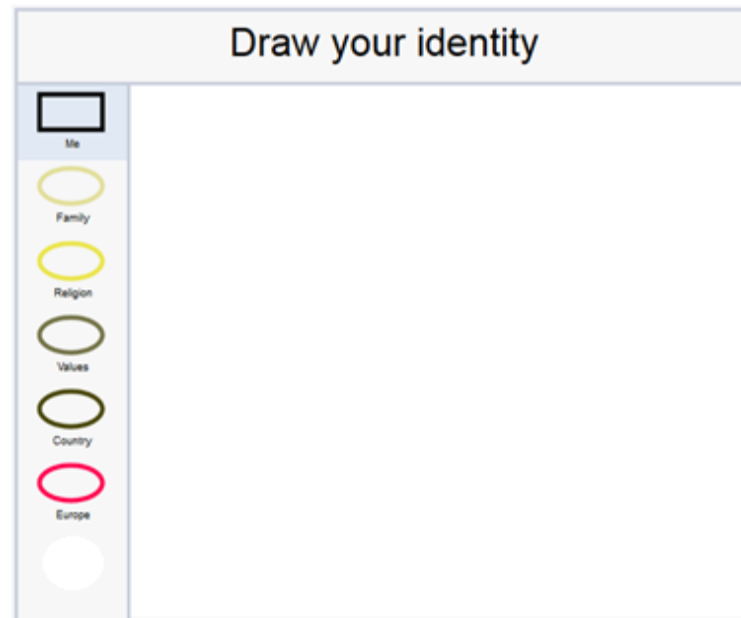 Draw your identity
Me
Family
Religion
Values
Country
Europe